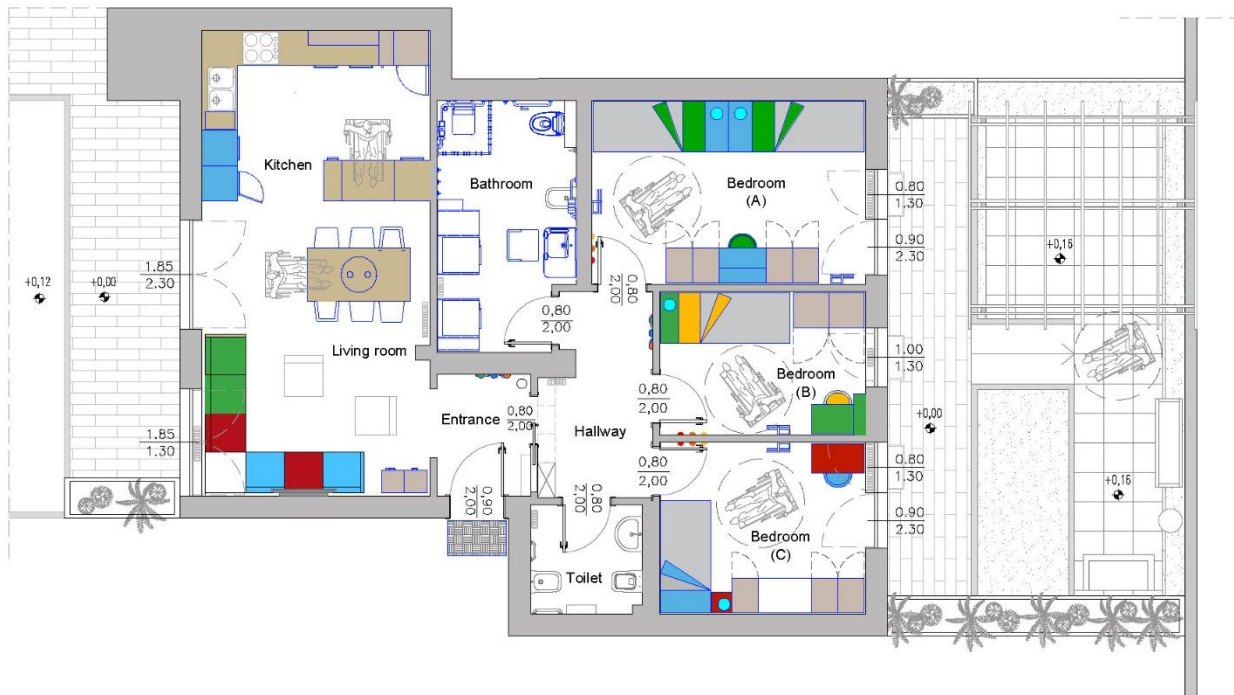 Kitchen
Bathroom
Bedroom
(A)
0.80
1.30
0.90
2.30
+0,16
+0,12
+0,00
1.85
2.30
0,80
2,00
0,80
2,00
Living room
1.00
1.30
Bedroom
(B)
0,80
2,00
Entrance
0,80
2,00
Hallway
+0,00
1.85
1.30
0,80
2,00
0.80
1.30
0,90
2,00
0,80
2,00
+0,16
0.90
2.30
Bedroom
(C)
Toilet